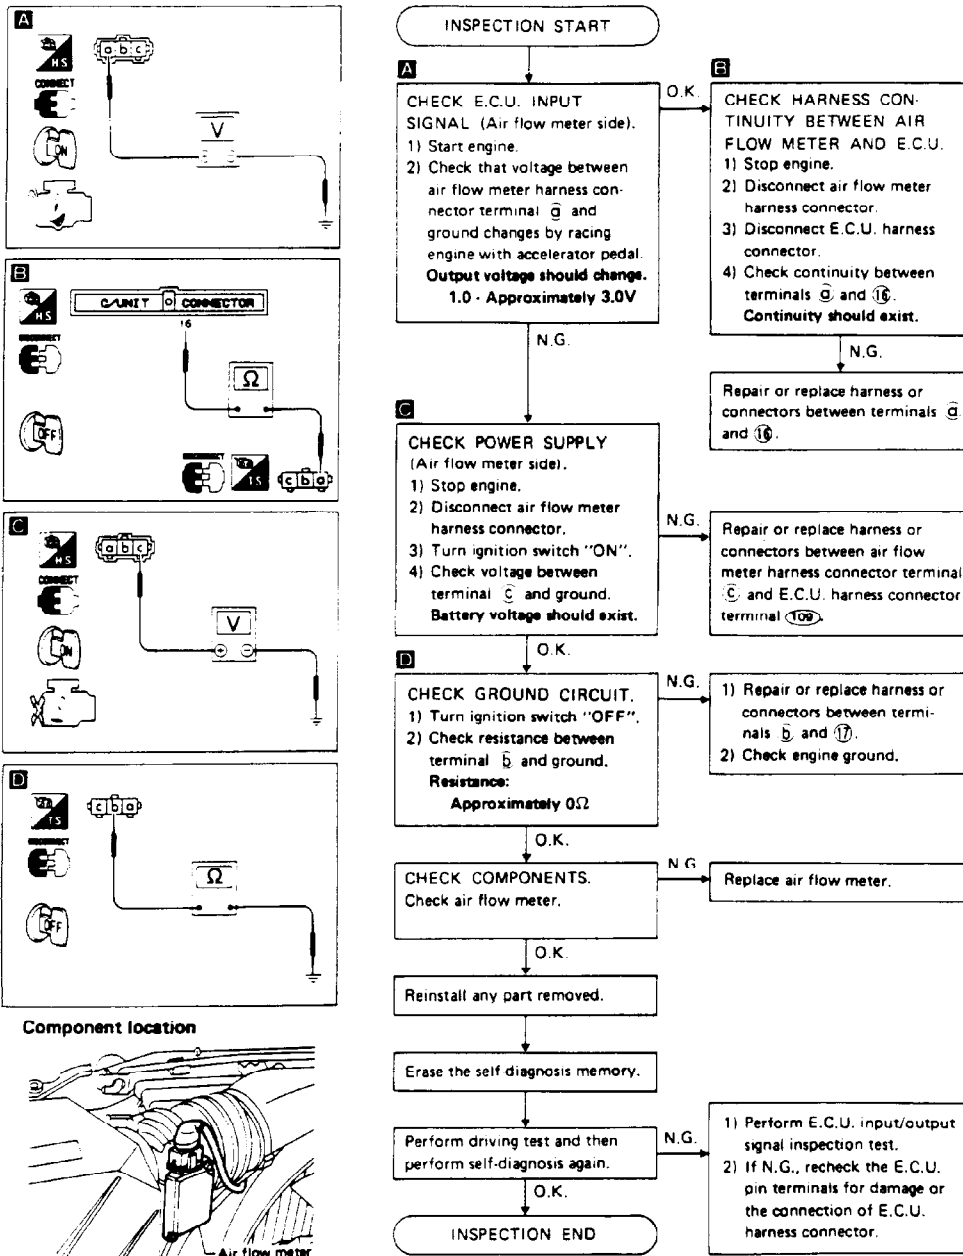 A
H S
CONNECT
a b c
V
ON
B
H S
DISCONNECT
C/UNIT CONNECTOR
16
Ω
OFF
DISCONNECT
T S
c b a
C
H S
CONNECT
a b c
V
ON
D
T S
DISCONNECT
c b a
Ω
OFF
Component location
Air flow meter
INSPECTION START
A
CHECK E.C.U. INPUT
SIGNAL (Air flow meter side).
1) Start engine.
2) Check that voltage between
air flow meter harness con-
nector terminal a and
ground changes by racing
engine with accelerator pedal.
Output voltage should change.
1.0 - Approximately 3.0V
O.K.
B
CHECK HARNESS CON-
TINUITY BETWEEN AIR
FLOW METER AND E.C.U.
1) Stop engine.
2) Disconnect air flow meter
harness connector.
3) Disconnect E.C.U. harness
connector.
4) Check continuity between
terminals a and 16.
Continuity should exist.
N.G.
Repair or replace harness or
connectors between terminals a
and 16.
N.G.
C
CHECK POWER SUPPLY
(Air flow meter side).
1) Stop engine.
2) Disconnect air flow meter
harness connector.
3) Turn ignition switch "ON".
4) Check voltage between
terminal c and ground.
Battery voltage should exist.
N.G.
Repair or replace harness or
connectors between air flow
meter harness connector terminal
c and E.C.U. harness connector
terminal 109.
O.K.
D
CHECK GROUND CIRCUIT.
1) Turn ignition switch "OFF".
2) Check resistance between
terminal b and ground.
Resistance:
Approximately 0Ω
N.G.
1) Repair or replace harness or
connectors between termi-
nals b and 17.
2) Check engine ground.
O.K.
CHECK COMPONENTS.
Check air flow meter.
N.G
Replace air flow meter.
O.K.
Reinstall any part removed.
Erase the self-diagnosis memory.
Perform driving test and then
perform self-diagnosis again.
N.G.
1) Perform E.C.U. input/output
signal inspection test.
2) If N.G., recheck the E.C.U.
pin terminals for damage or
the connection of E.C.U.
harness connector.
O.K.
INSPECTION END